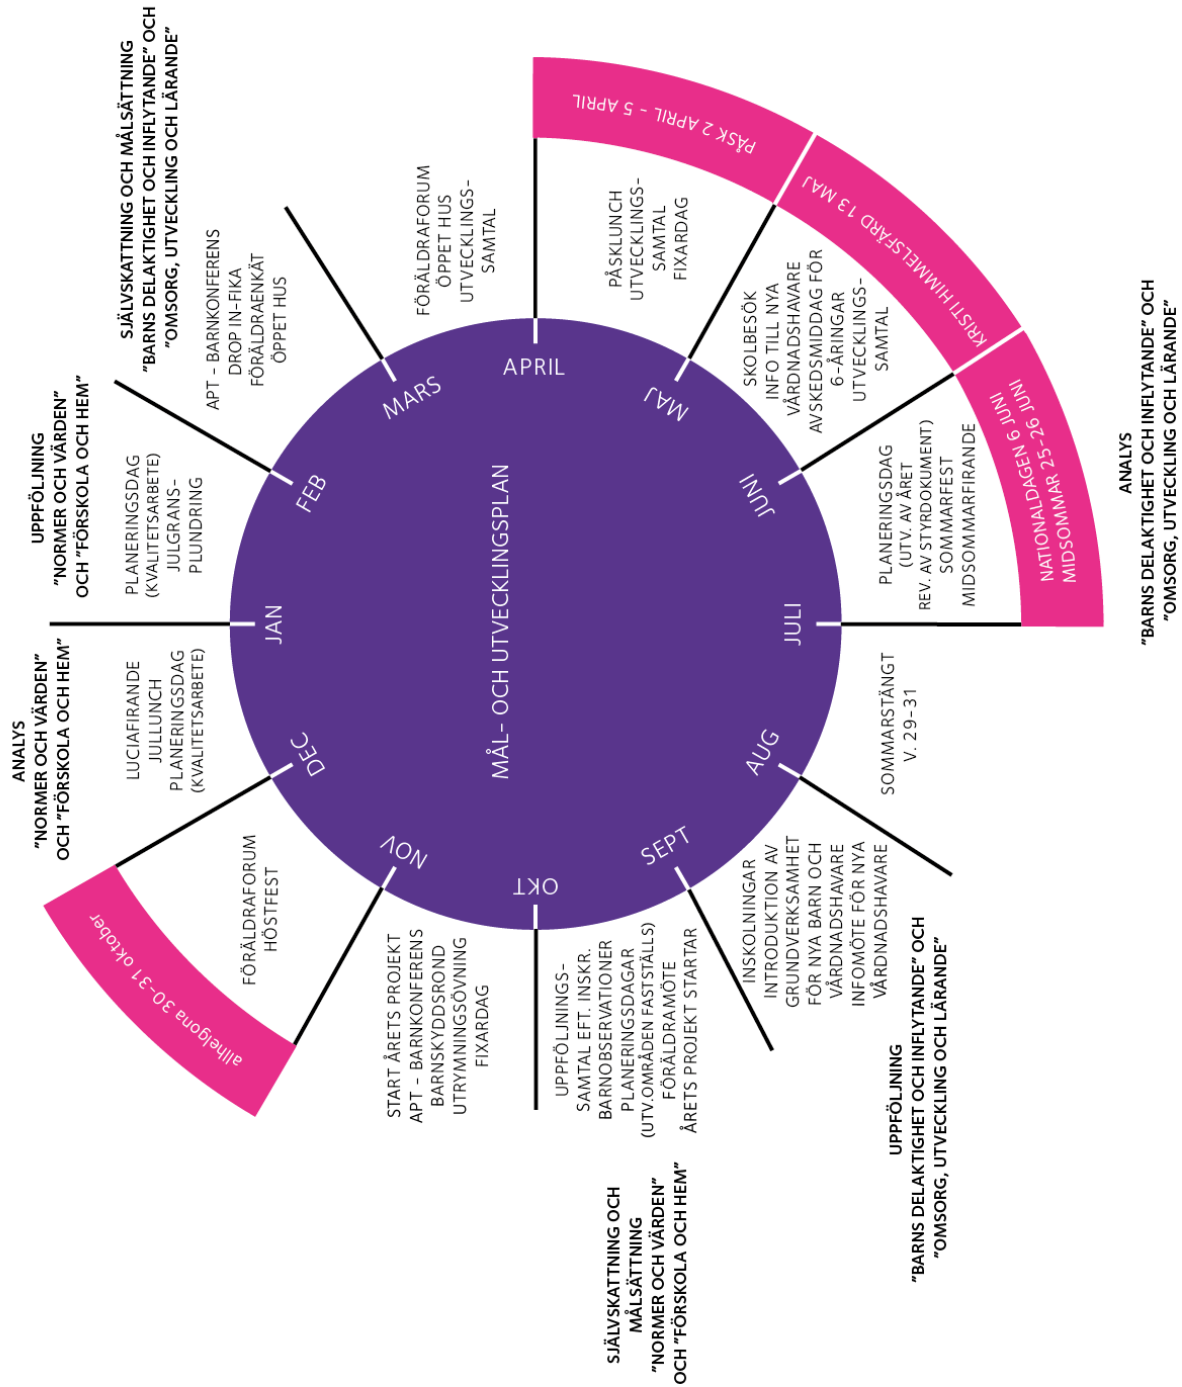 MÅL- OCH UTVECKLINGSPLAN
JAN
FEB
MARS
APRIL
MAJ
JUNI
JULI
AUG
SEPT
OKT
NOV
DEC
UPPFÖLJNING
”NORMER OCH VÄRDEN”
OCH ”FÖRSKOLA OCH HEM”
PLANERINGSDAG
(KVALITETSARBETE)
JULGRANS-
PLUNDRING
SJÄLVSKATTNING OCH MÅLSÄTTNING
”BARNS DELAKTIGHET OCH INFLYTANDE” OCH
”OMSORG, UTVECKLING OCH LÄRANDE”
APT - BARNKONFERENS
DROP IN-FIKA
FÖRÄLDRAENKÄT
ÖPPET HUS
FÖRÄLDRAFORUM
ÖPPET HUS
UTVECKLINGS-
SAMTAL
PÅSK 2 APRIL - 5 APRIL
PÅSKLUNCH
UTVECKLINGS-
SAMTAL
FIXARDAG
KRISTI HIMMELSFÄRD 13 MAJ
SKOLBESÖK
INFO TILL NYA
VÅRDNADSHAVARE
AVSKEDSMIDDAG FÖR
6-ÅRINGAR
UTVECKLINGS-
SAMTAL
NATIONALDAGEN 6 JUNI
MIDSOMMAR 25-26 JUNI
PLANERINGSDAG
(UTV. AV ÅRET
REV. AV STYRDOKUMENT)
SOMMARFEST
MIDSOMMARFIRANDE
ANALYS
”BARNS DELAKTIGHET OCH INFLYTANDE” OCH
”OMSORG, UTVECKLING OCH LÄRANDE”
SOMMARSTÄNGT
V. 29-31
INSKOLNINGAR
INTRODUKTION AV
GRUNDVERKSAMHET
FÖR NYA BARN OCH
VÅRDNADSHAVARE
INFOMÖTE FÖR NYA
VÅRDNADSHAVARE
UPPFÖLJNING
”BARNS DELAKTIGHET OCH INFLYTANDE” OCH
”OMSORG, UTVECKLING OCH LÄRANDE”
UPPFÖLJNINGS-
SAMTAL EFT. INSKR.
BARNOBSERVATIONER
PLANERINGSDAGAR
(UTV.OMRÅDEN FASTSTÄLLS)
FÖRÄLDRAMÖTE
ÅRETS PROJEKT STARTAR
SJÄLVSKATTNING OCH
MÅLSÄTTNING
”NORMER OCH VÄRDEN”
OCH ”FÖRSKOLA OCH HEM”
START ÅRETS PROJEKT
APT - BARNKONFERENS
BARNSKYDDSROND
UTRYMNINGSÖVNING
FIXARDAG
allhelgona 30-31 oktober
FÖRÄLDRAFORUM
HÖSTFEST
ANALYS
”NORMER OCH VÄRDEN”
OCH ”FÖRSKOLA OCH HEM”
LUCIAFIRANDE
JULLUNCH
PLANERINGSDAG
(KVALITETSARBETE)